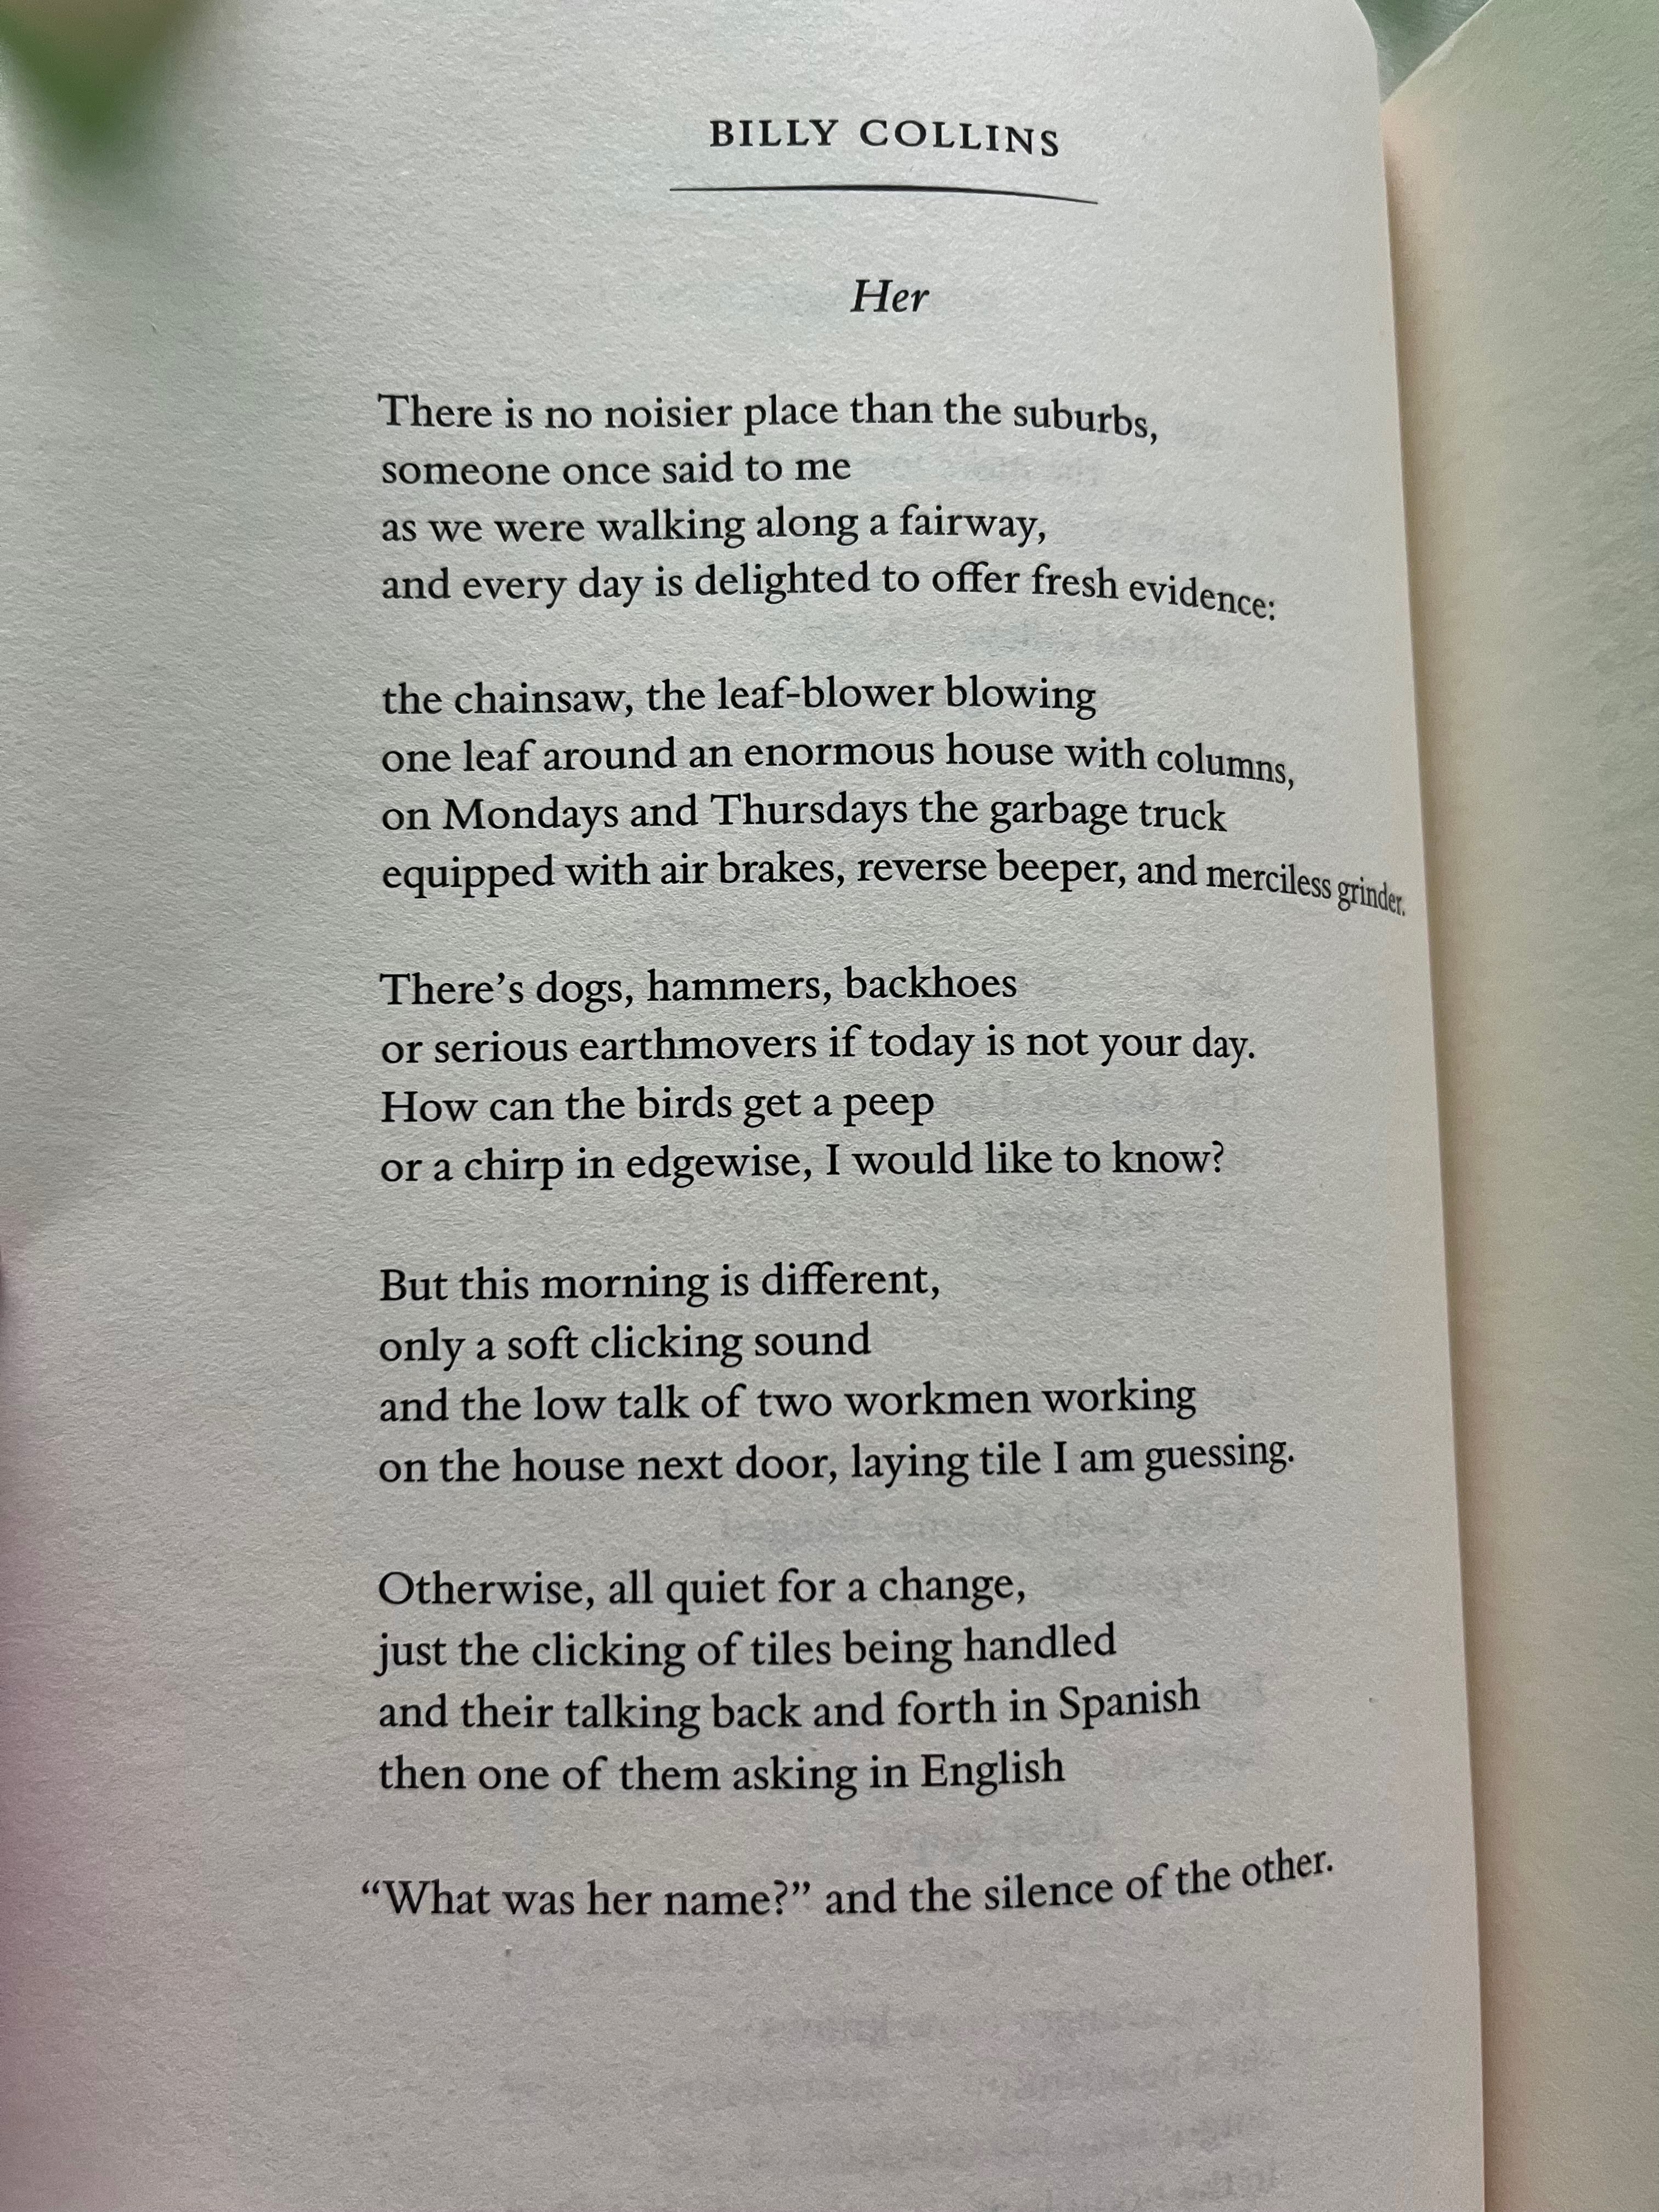 BILLY COLLINS
Her
There is no noisier place than the suburbs,
someone once said to me
as we were walking along a fairway,
and every day is delighted to offer fresh evidence:
the chainsaw, the leaf-blower blowing
one leaf around an enormous house with columns,
on Mondays and Thursdays the garbage truck
equipped with air brakes, reverse beeper, and merciless grinder.
There’s dogs, hammers, backhoes
or serious earthmovers if today is not your day.
How can the birds get a peep
or a chirp in edgewise, I would like to know?
But this morning is different,
only a soft clicking sound
and the low talk of two workmen working
on the house next door, laying tile I am guessing.
Otherwise, all quiet for a change,
just the clicking of tiles being handled
and their talking back and forth in Spanish
then one of them asking in English
“What was her name?” and the silence of the other.